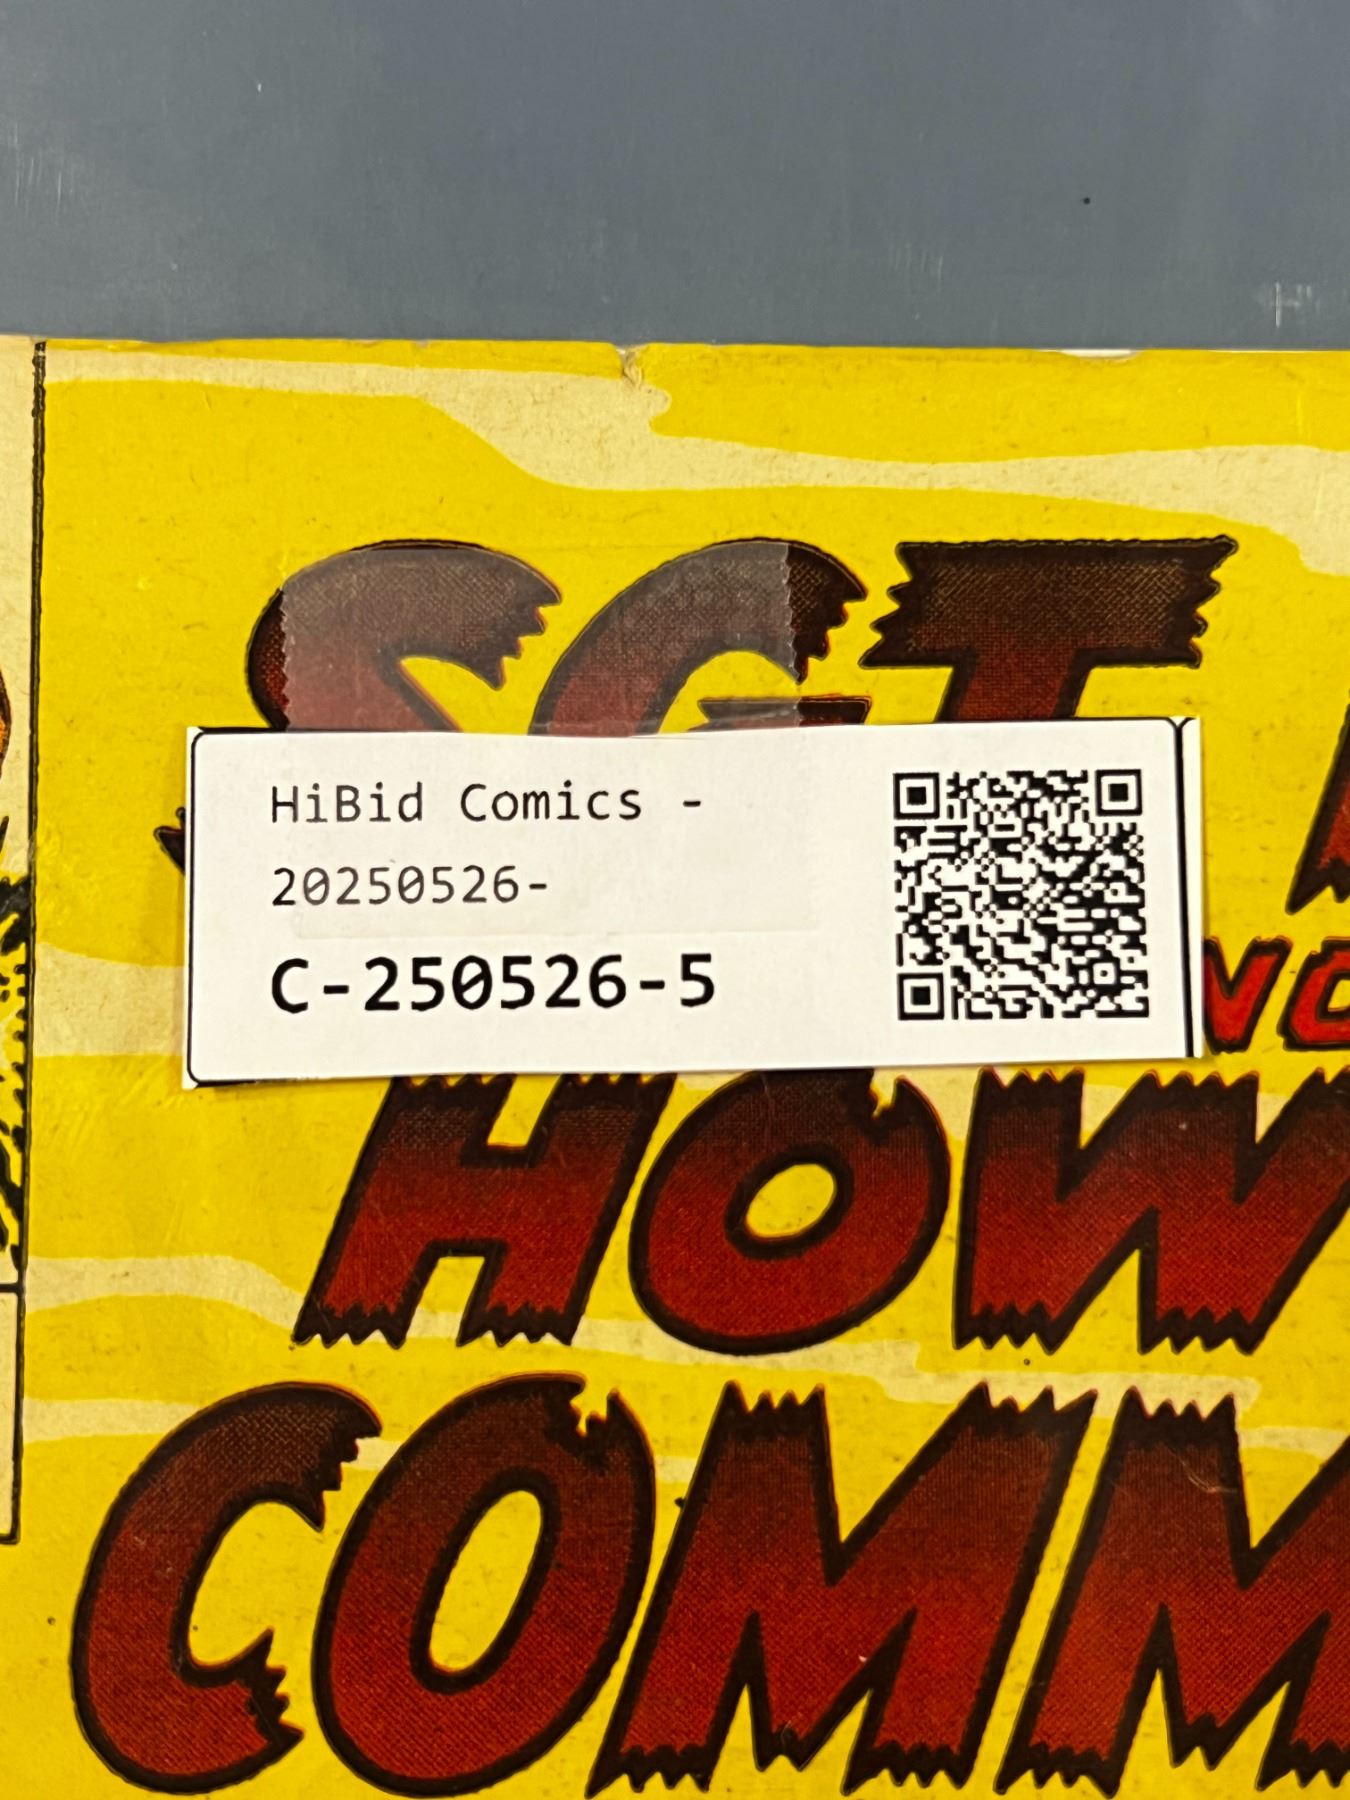 SGT
HiBid Comics -
20250526-
C-250526-5
HOW
COMM